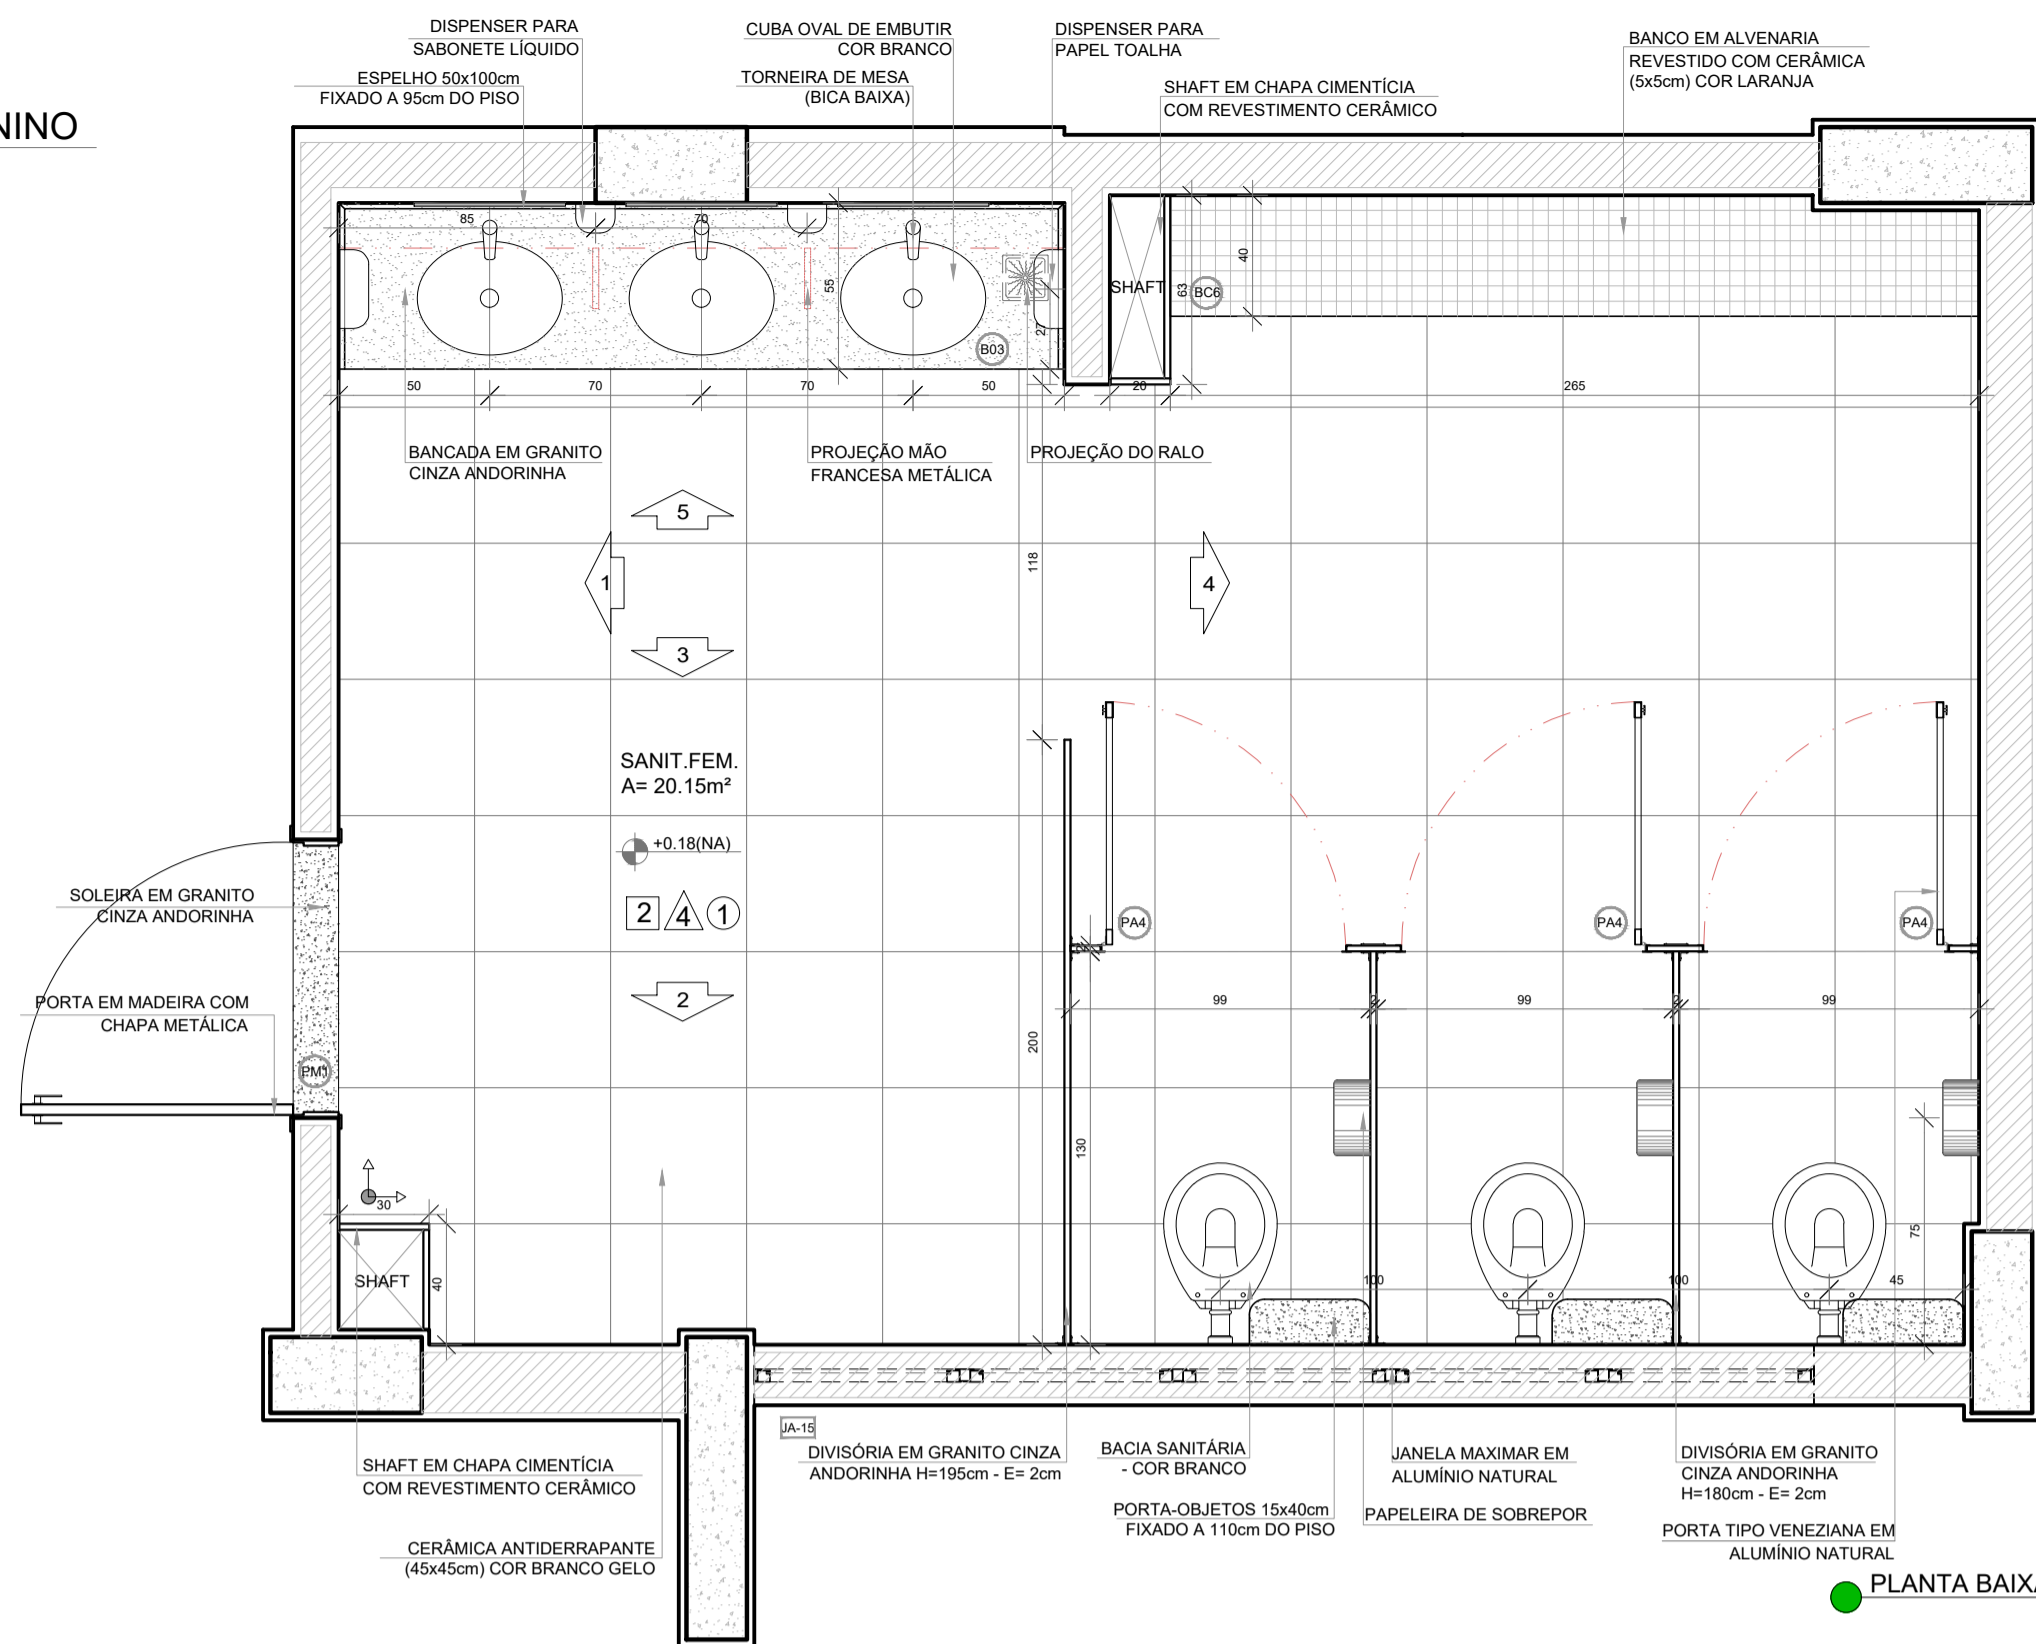 NINO
DISPENSER PARA
SABONETE LÍQUIDO
ESPELHO 50x100cm
FIXADO A 95cm DO PISO
CUBA OVAL DE EMBUTIR
COR BRANCO
TORNEIRA DE MESA
(BICA BAIXA)
DISPENSER PARA
PAPEL TOALHA
SHAFT EM CHAPA CIMENTÍCIA
COM REVESTIMENTO CERÂMICO
BANCO EM ALVENARIA
REVESTIDO COM CERÂMICA
(5x5cm) COR LARANJA
85
70
55
27
B03
SHAFT
63
BC6
40
50
70
70
50
20
265
BANCADA EM GRANITO
CINZA ANDORINHA
PROJEÇÃO MÃO
FRANCESA METÁLICA
PROJEÇÃO DO RALO
5
1
3
4
118
SANIT.FEM.
A= 20.15m²
+0.18(NA)
2
4
1
2
SOLEIRA EM GRANITO
CINZA ANDORINHA
PORTA EM MADEIRA COM
CHAPA METÁLICA
PM1
PA4
PA4
PA4
99
2
99
2
99
200
130
75
30
40
SHAFT
100
100
45
JA-15
SHAFT EM CHAPA CIMENTÍCIA
COM REVESTIMENTO CERÂMICO
CERÂMICA ANTIDERRAPANTE
(45x45cm) COR BRANCO GELO
DIVISÓRIA EM GRANITO CINZA
ANDORINHA H=195cm - E= 2cm
BACIA SANITÁRIA
- COR BRANCO
PORTA-OBJETOS 15x40cm
FIXADO A 110cm DO PISO
JANELA MAXIMAR EM
ALUMÍNIO NATURAL
PAPELEIRA DE SOBREPOR
DIVISÓRIA EM GRANITO
CINZA ANDORINHA
H=180cm - E= 2cm
PORTA TIPO VENEZIANA EM
ALUMÍNIO NATURAL
PLANTA BAIXA